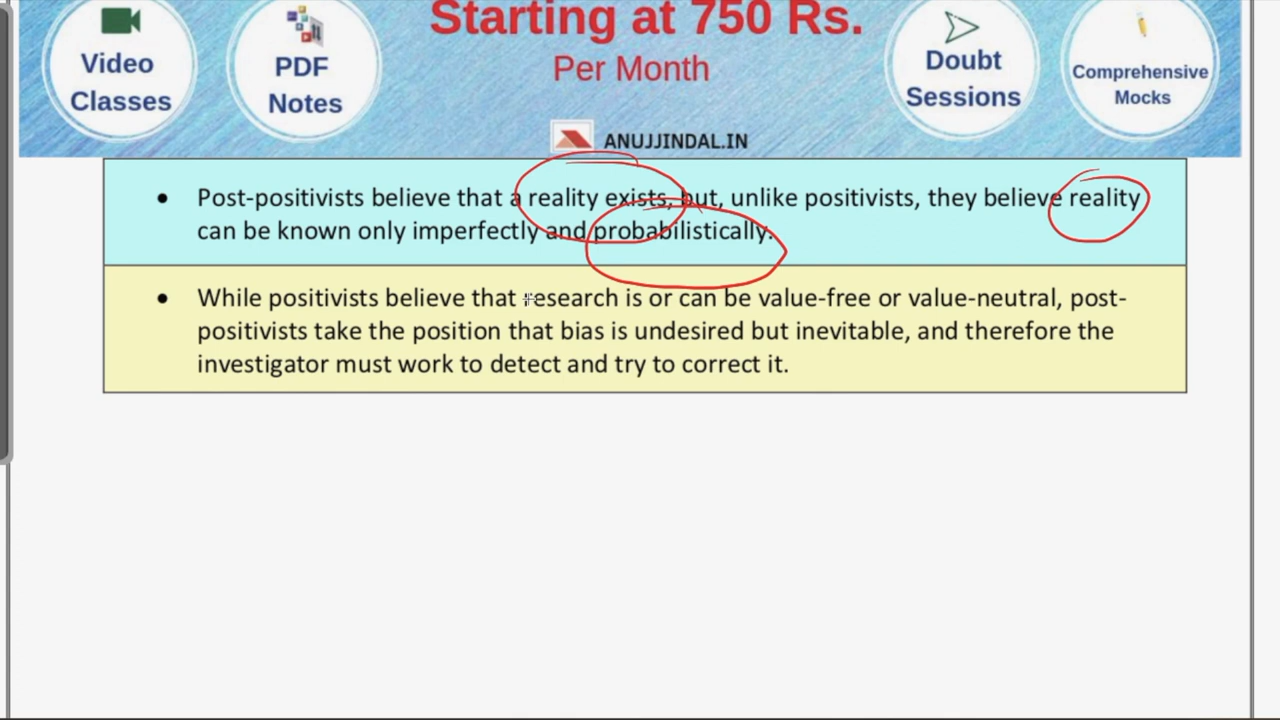 Starting at 750 Rs.
Per Month
Video
Classes
PDF
Notes
Doubt
Sessions
Comprehensive
Mocks
ANUJJINDAL.IN
• Post-positivists believe that a reality exists, but, unlike positivists, they believe reality
can be known only imperfectly and probabilistically.
• While positivists believe that research is or can be value-free or value-neutral, post-
positivists take the position that bias is undesired but inevitable, and therefore the
investigator must work to detect and try to correct it.